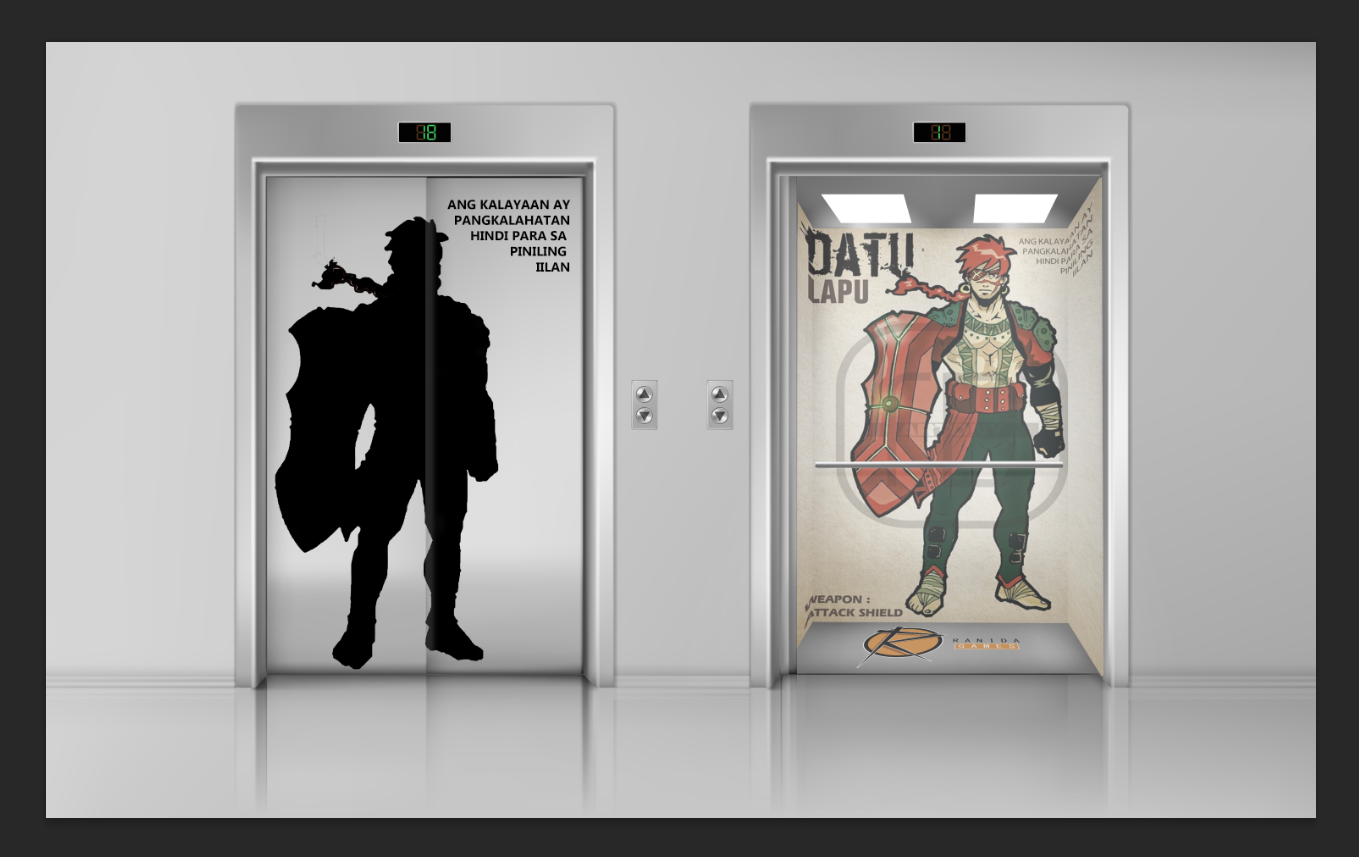 18
ANG KALAYAAN AY
PANGKALAHATAN
HINDI PARA SA
PINILING
IILAN
1
DATU
LAPU
ANG KALAYAAN AY
PANGKALAHATAN
HINDI PARA SA
PINILING
IILAN
WEAPON :
ATTACK SHIELD
RANIDA
GAMES